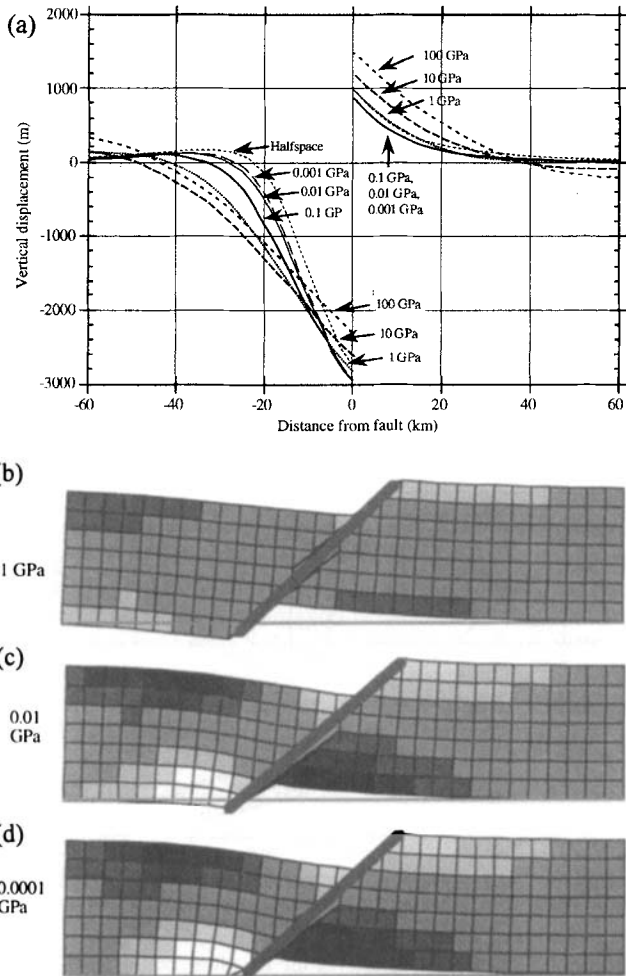 (a)
2000
1000
0
-1000
-2000
-3000
Vertical displacement (m)
100 GPa
10 GPa
1 GPa
Halfspace
0.001 GPa
0.01 GPa
0.1 GP
0.1 GPa,
0.01 GPa,
0.001 GPa
100 GPa
10 GPa
1 GPa
-60
-40
-20
0
20
40
60
Distance from fault (km)
(b)
1 GPa
(c)
0.01
GPa
(d)
0.0001
GPa